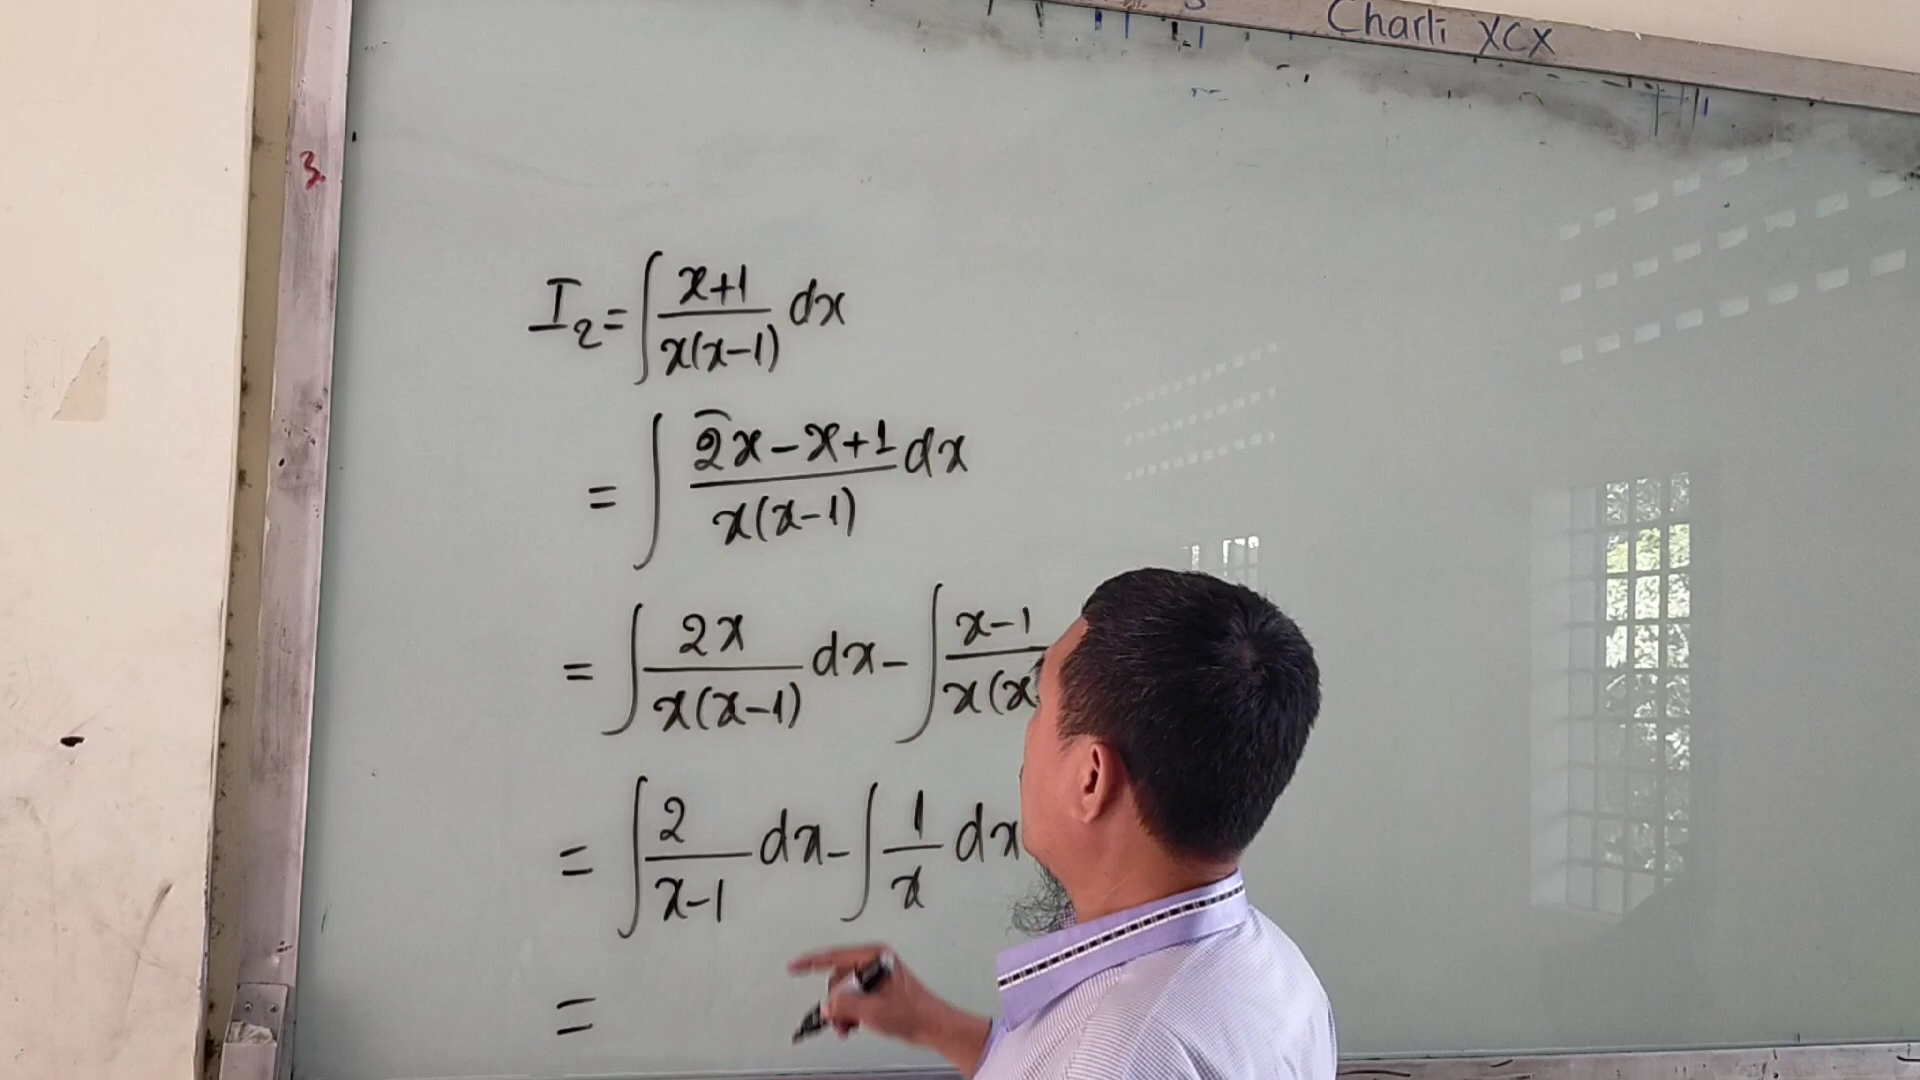 Charli XCX
3
I₂ = ∫ (x+1)/(x(x-1)) dx
= ∫ (2x-x+1)/(x(x-1)) dx
= ∫ 2x/(x(x-1)) dx - ∫ (x-1)/(x(x
= ∫ 2/(x-1) dx - ∫ 1/x dx
=